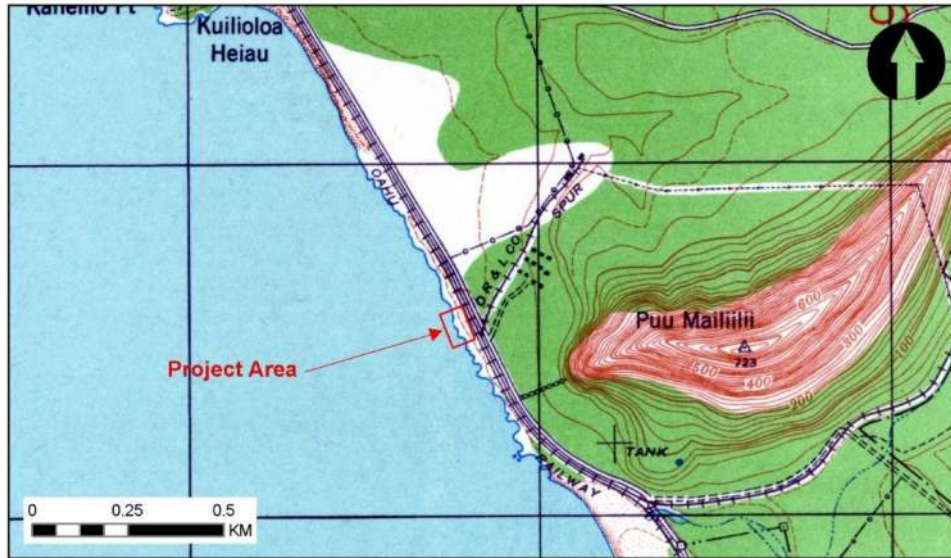 Kuilioloa
Heiau
OAHU
O R & L CO
SPUR
Puu Mailiilii
723
600
500
400
300
200
100
Project Area
TANK
RAILWAY
0 0.25 0.5
KM